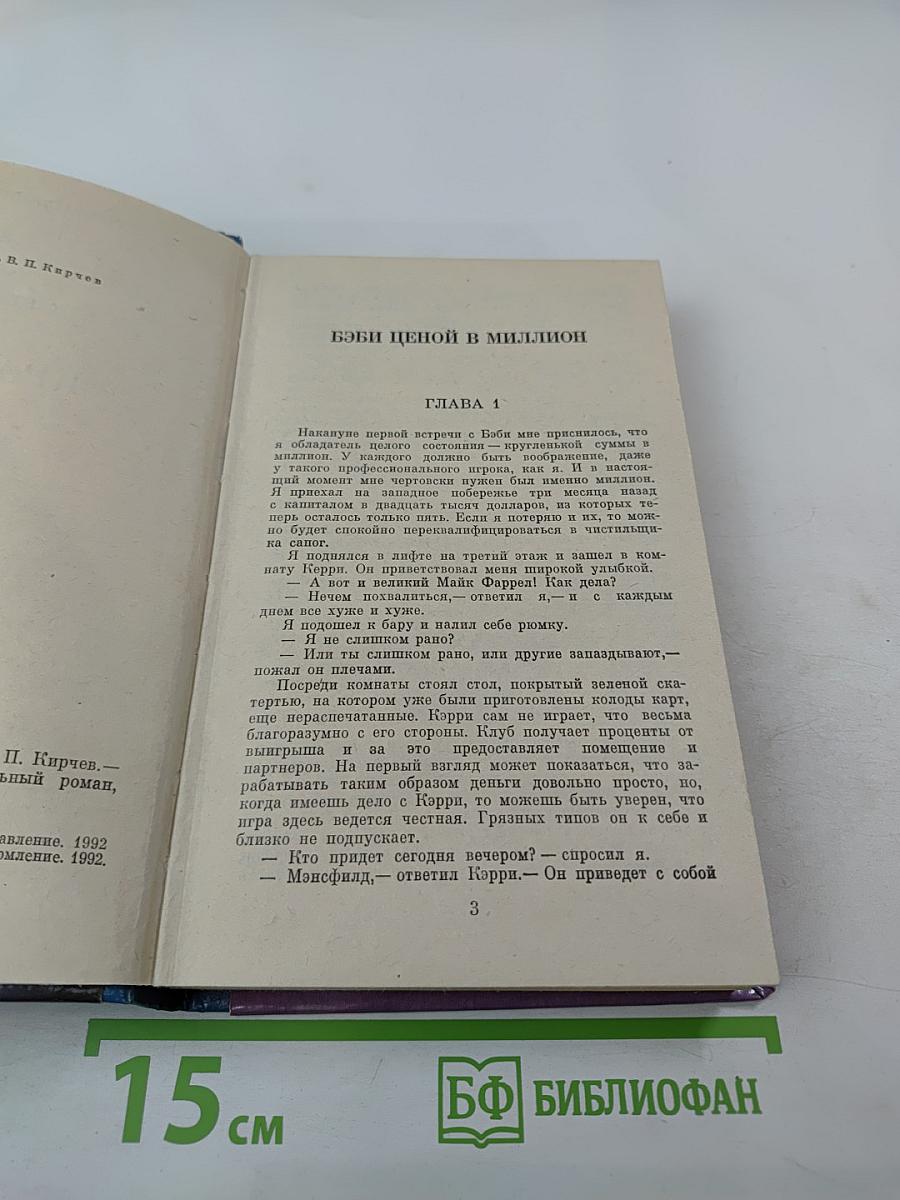 В. П. Кирчев
П. Кирчев.—
ьный роман,
авление. 1992
рмление. 1992.
БЭБИ ЦЕНОЙ В МИЛЛИОН
ГЛАВА 1
Накануне первой встречи с Бэби мне приснилось, что
я обладатель целого состояния — кругленькой суммы в
миллион. У каждого должно быть воображение, даже
у такого профессионального игрока, как я. И в настоя-
щий момент мне чертовски нужен был именно миллион.
Я приехал на западное побережье три месяца назад
с капиталом в двадцать тысяч долларов, из которых те-
перь осталось только пять. Если я потеряю и их, то мож-
но будет спокойно переквалифицироваться в чистильщи-
ка сапог.
Я поднялся в лифте на третий этаж и зашел в ком-
нату Керри. Он приветствовал меня широкой улыбкой.
— А вот и великий Майк Фаррел! Как дела?
— Нечем похвалиться,— ответил я,— и с каждым
днем все хуже и хуже.
Я подошел к бару и налил себе рюмку.
— Я не слишком рано?
— Или ты слишком рано, или другие запаздывают,—
пожал он плечами.
Посреди комнаты стоял стол, покрытый зеленой ска-
тертью, на котором уже были приготовлены колоды карт,
еще нераспечатанные. Кэрри сам не играет, что весьма
благоразумно с его стороны. Клуб получает проценты от
выигрыша и за это предоставляет помещение и
партнеров. На первый взгляд может показаться, что за-
рабатывать таким образом деньги довольно просто, но,
когда имеешь дело с Кэрри, то можешь быть уверен, что
игра здесь ведется честная. Грязных типов он к себе и
близко не подпускает.
— Кто придет сегодня вечером? — спросил я.
— Мэнсфилд,— ответил Кэрри.— Он приведет с собой
3
15 см
БФ БИБЛИОФАН